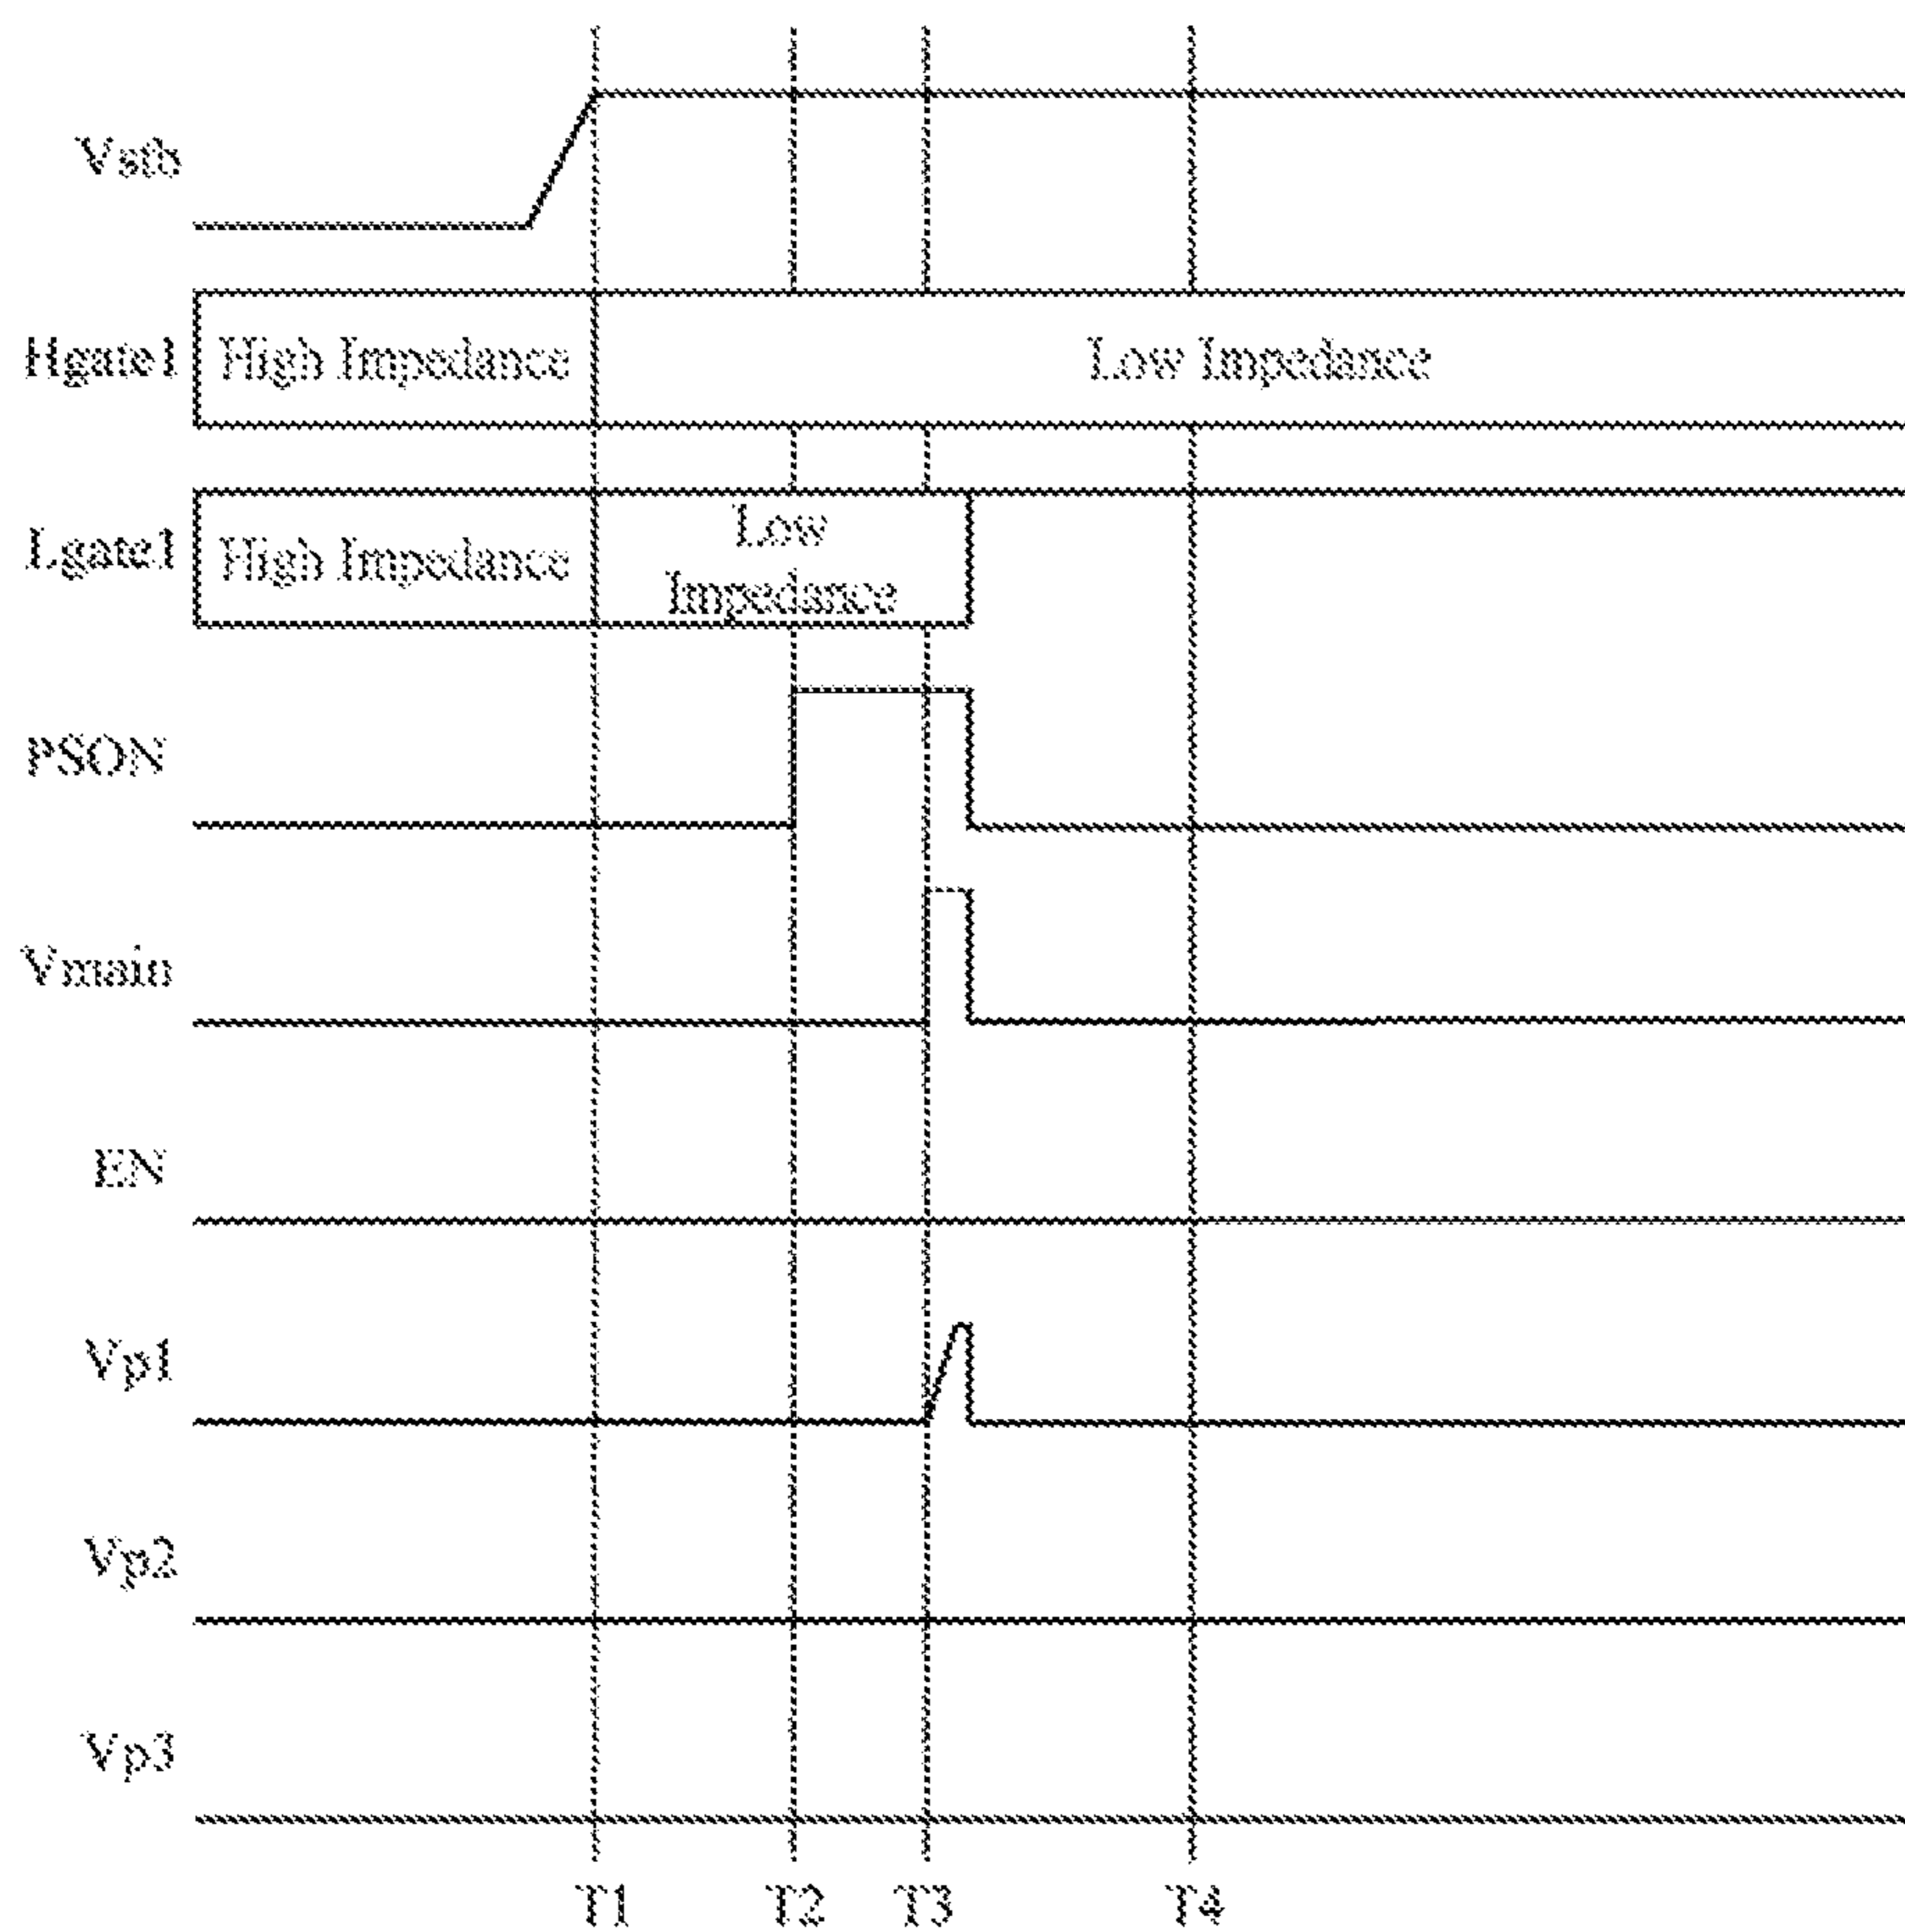 Vstb
Hgate1 High Impedance Low Impedance
Lgate1 High Impedance Low
Impedance
PSON
Vmain
EN
Vp1
Vp2
Vp3
T1 T2 T3 T4